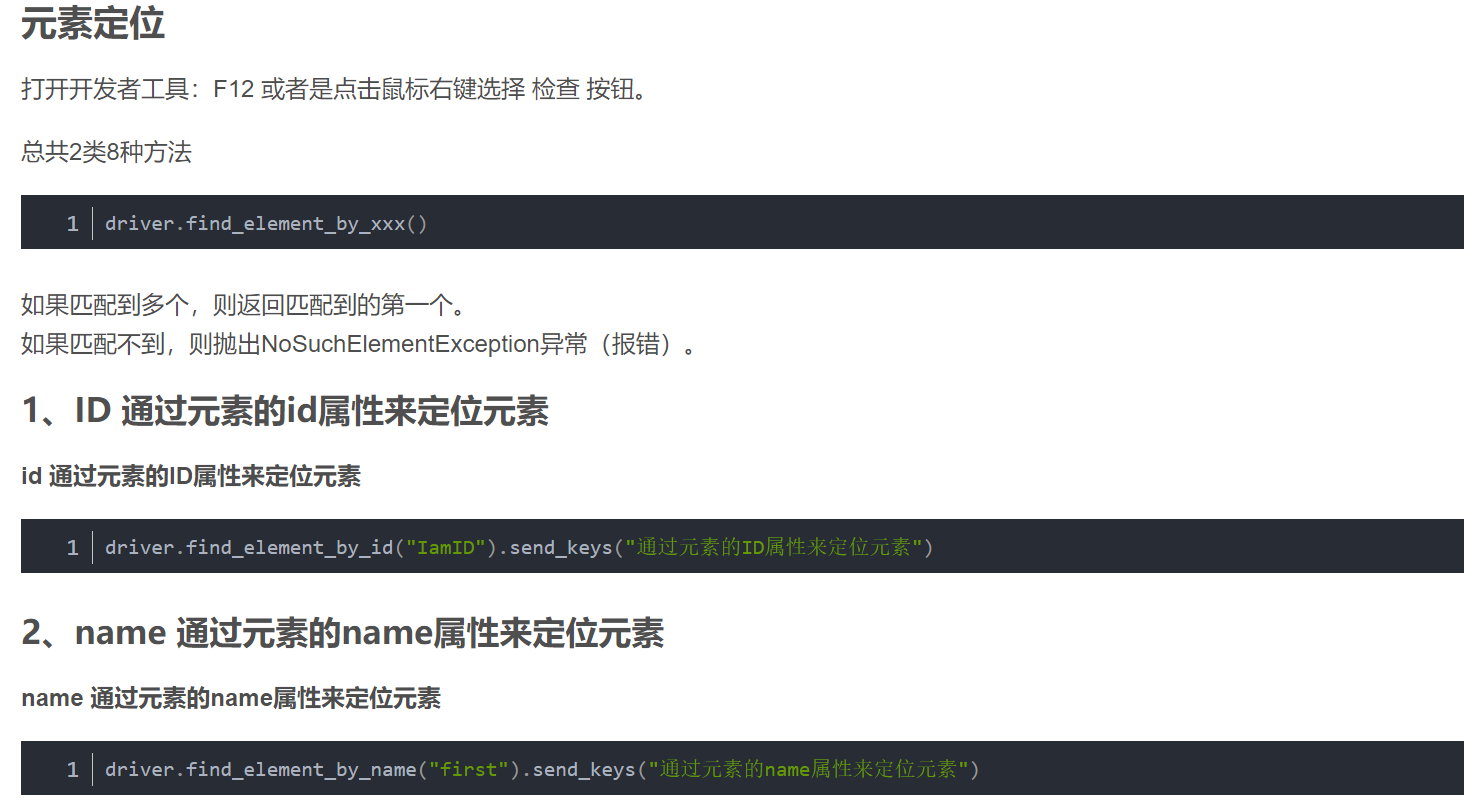 元素定位
打开开发者工具：F12 或者是点击鼠标右键选择 检查 按钮。
总共2类8种方法
1 driver.find_element_by_xxx()
如果匹配到多个，则返回匹配到的第一个。
如果匹配不到，则抛出NoSuchElementException异常（报错）。
1、ID 通过元素的id属性来定位元素
id 通过元素的ID属性来定位元素
1 driver.find_element_by_id("IamID").send_keys("通过元素的ID属性来定位元素")
2、name 通过元素的name属性来定位元素
name 通过元素的name属性来定位元素
1 driver.find_element_by_name("first").send_keys("通过元素的name属性来定位元素")